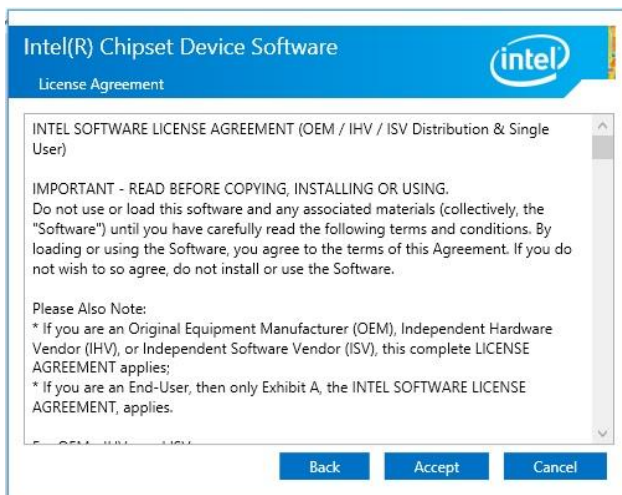 Intel(R) Chipset Device Software
intel
License Agreement
INTEL SOFTWARE LICENSE AGREEMENT (OEM / IHV / ISV Distribution & Single
User)
IMPORTANT - READ BEFORE COPYING, INSTALLING OR USING.
Do not use or load this software and any associated materials (collectively, the
"Software") until you have carefully read the following terms and conditions. By
loading or using the Software, you agree to the terms of this Agreement. If you do
not wish to so agree, do not install or use the Software.
Please Also Note:
* If you are an Original Equipment Manufacturer (OEM), Independent Hardware
Vendor (IHV), or Independent Software Vendor (ISV), this complete LICENSE
AGREEMENT applies;
* If you are an End-User, then only Exhibit A, the INTEL SOFTWARE LICENSE
AGREEMENT, applies.
Back Accept Cancel